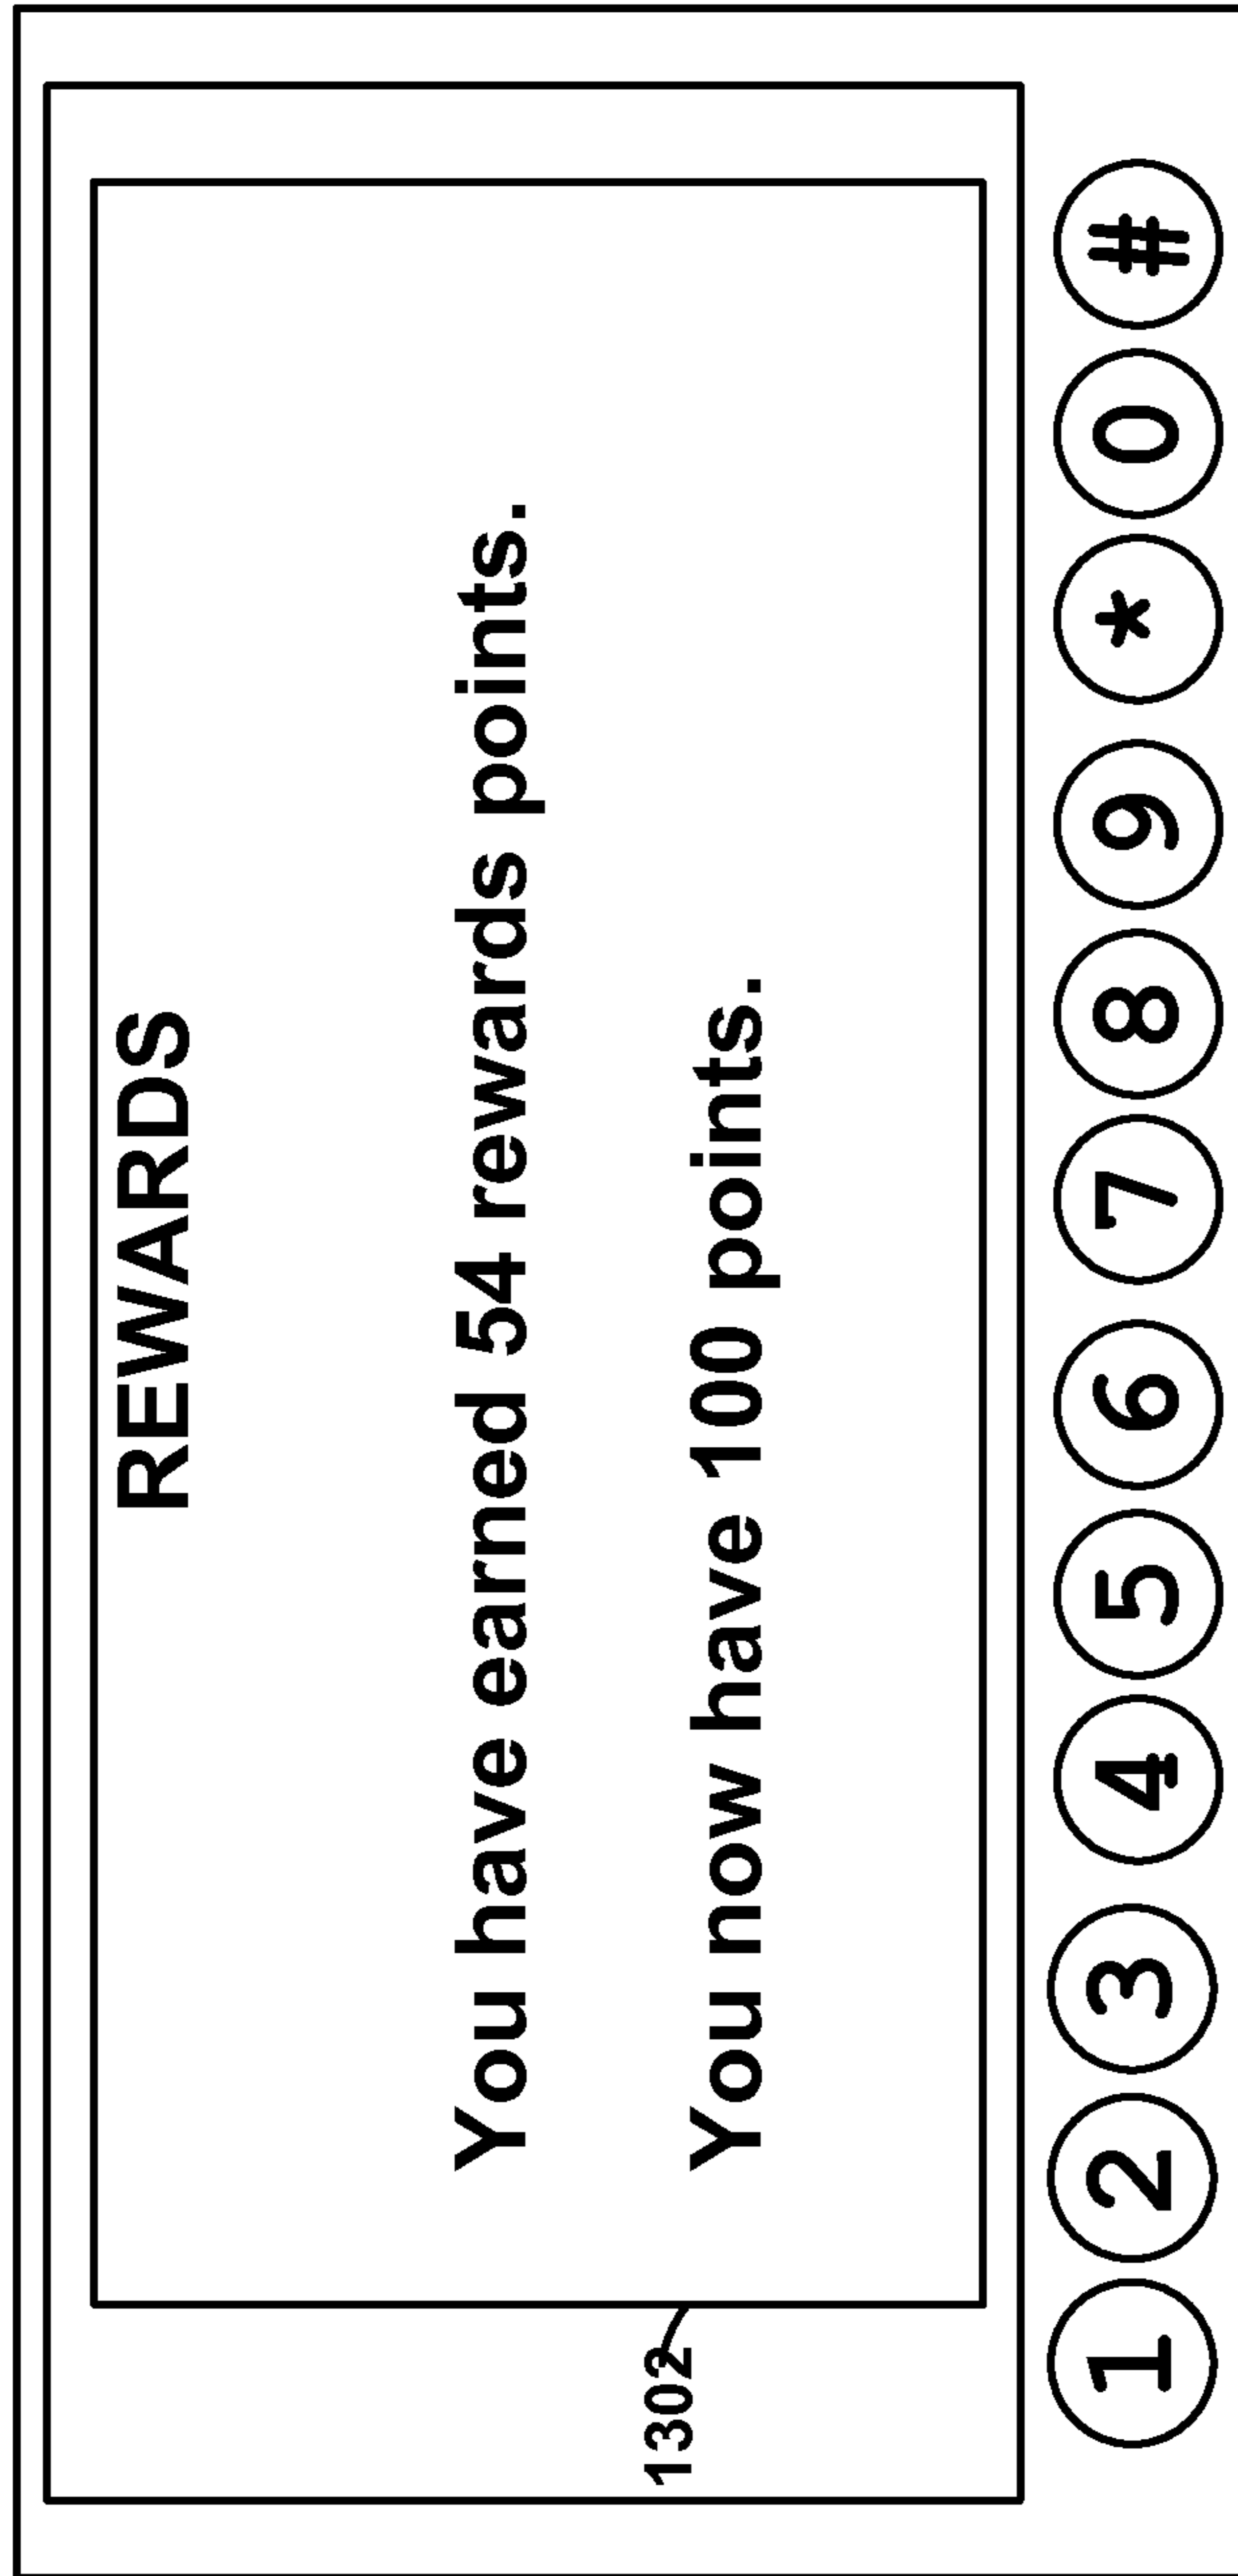 REWARDS
You have earned 54 rewards points.
You now have 100 points.
1302
1 2 3 4 5 6 7 8 9 * 0 #